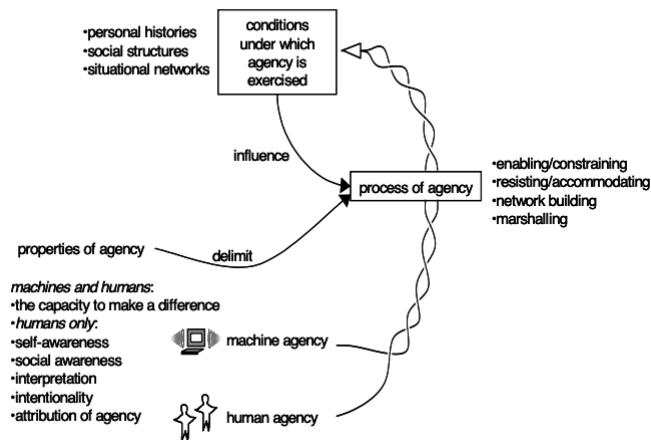 •personal histories
•social structures
•situational networks
conditions
under which
agency is
exercised
influence
process of agency
•enabling/constraining
•resisting/accommodating
•network building
•marshalling
properties of agency
delimit
machines and humans:
•the capacity to make a difference
•humans only:
•self-awareness
•social awareness
•interpretation
•intentionality
•attribution of agency
machine agency
human agency